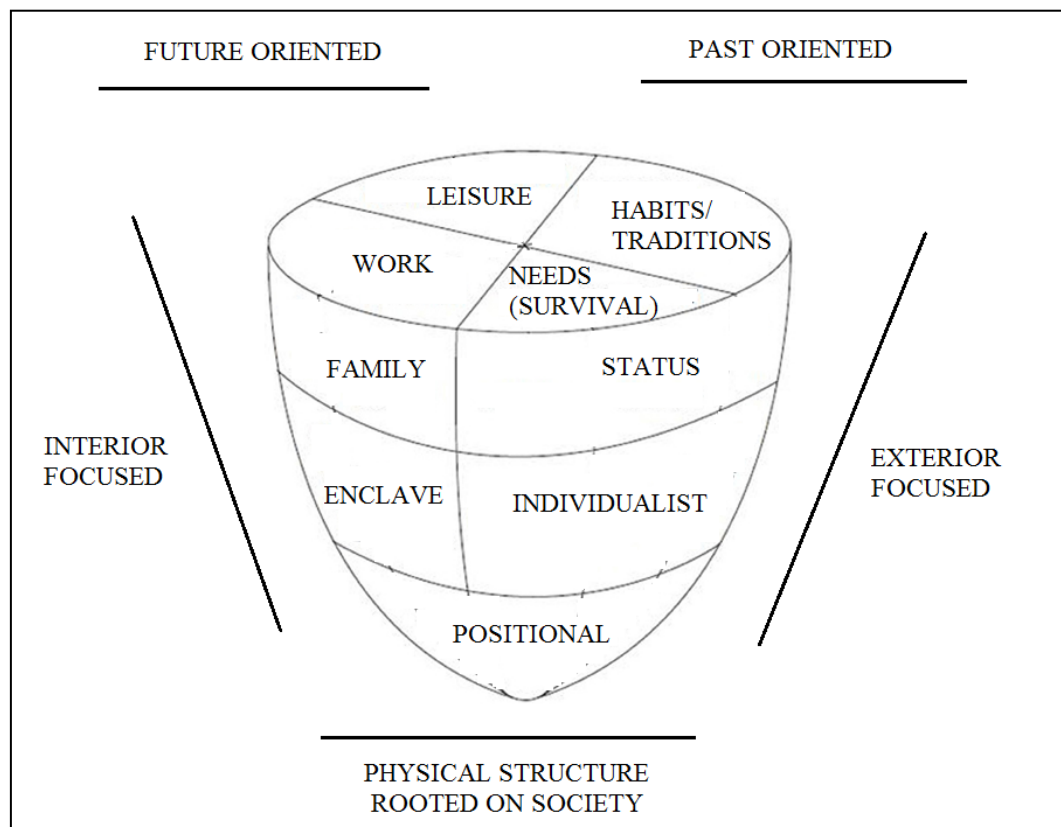 FUTURE ORIENTED
PAST ORIENTED
LEISURE
HABITS/
TRADITIONS
WORK
NEEDS
(SURVIVAL)
FAMILY
STATUS
INTERIOR
FOCUSED
EXTERIOR
FOCUSED
ENCLAVE
INDIVIDUALIST
POSITIONAL
PHYSICAL STRUCTURE
ROOTED ON SOCIETY